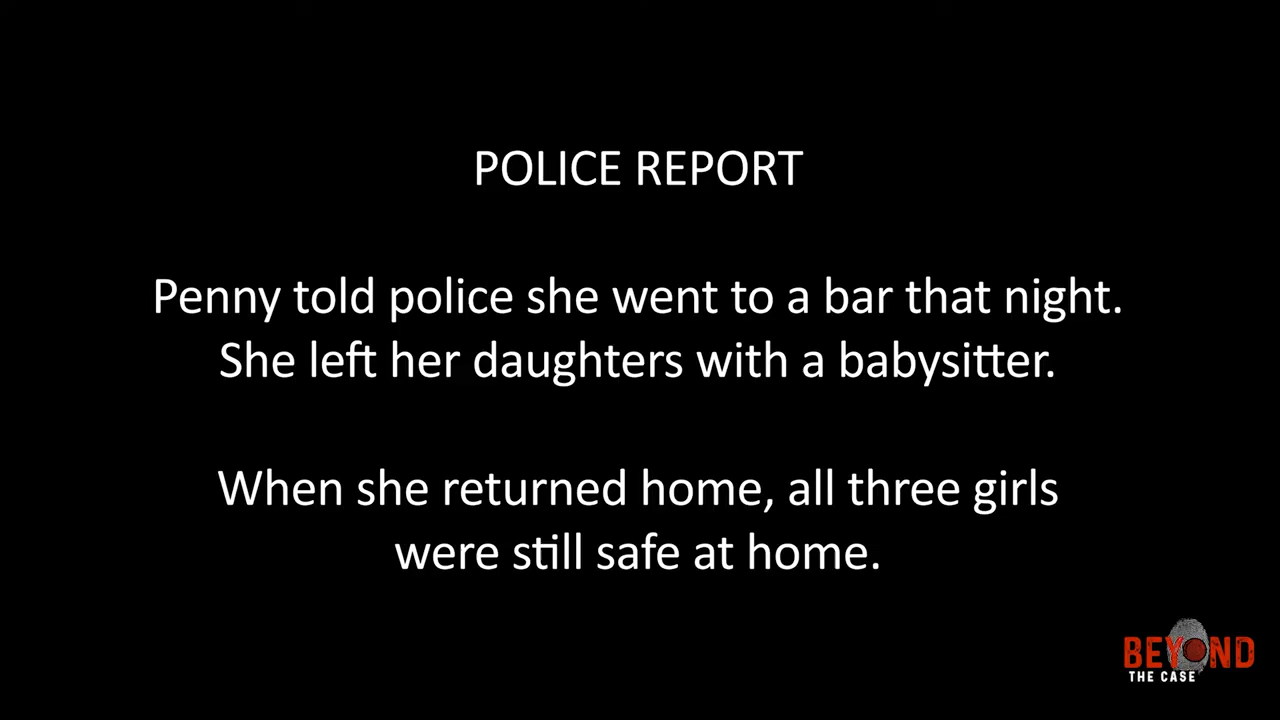 POLICE REPORT
Penny told police she went to a bar that night.
She left her daughters with a babysitter.
When she returned home, all three girls
were still safe at home.
BEYOND
THE CASE